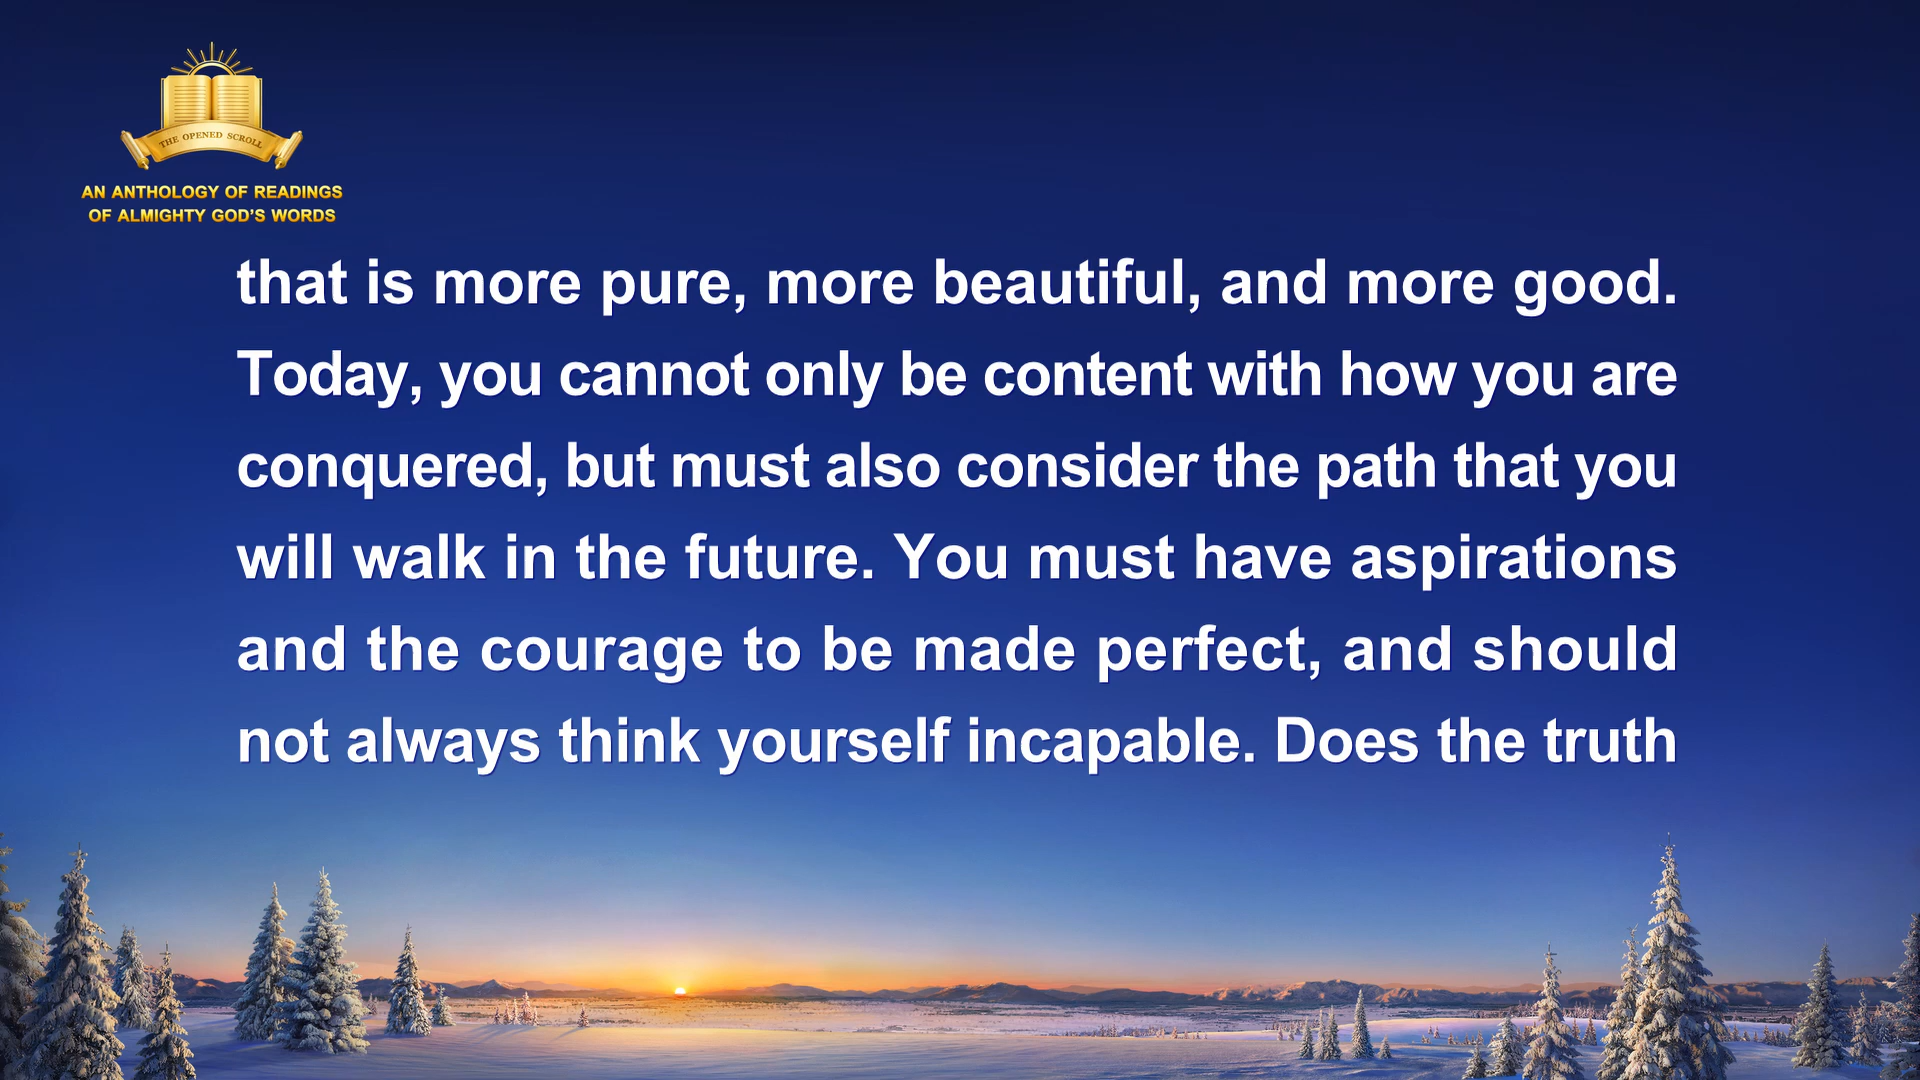 THE OPENED SCROLL
AN ANTHOLOGY OF READINGS
OF ALMIGHTY GOD'S WORDS
that is more pure, more beautiful, and more good.
Today, you cannot only be content with how you are
conquered, but must also consider the path that you
will walk in the future. You must have aspirations
and the courage to be made perfect, and should
not always think yourself incapable. Does the truth